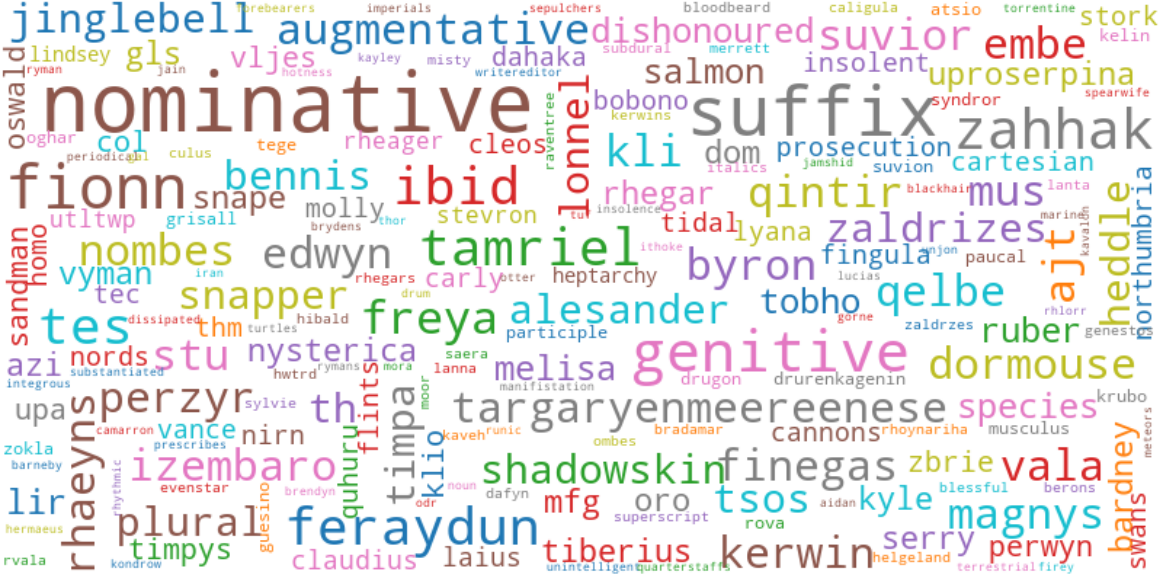 jinglebell forebearers imperials sepulchers bloodbeard caligula atsio torrentine stork
augmentative dishonoured suvior embe kelin
lindsey gls vljes kayley misty dahaka subdural merrett insolent uproserpina
oswald ryman jain hotness writereditor salmon spearwife
nominative raventree lonnel bobono kerwins suffix syndror zahhak
oghar col tege rheager cleos kli dom prosecution
periodical culus italics jamshid suvion cartesian
fionn snape bennis ibid rhegar qintir blackhair mus lanta northumbria
utltwp grisall molly thor stevron tu insolence tidal lyana zaldrizes marine kavalon heddle
sandman homo nombes brydens edwyn tamriel ithoke byron fingula unjon paucal ajt
vyman iran rhegars carly otter heptarchy lucias
tec snapper drum alesander tobho qelbe rhlorr
tes dissipated thm turtles hibald freya participle gorne zaldrzes ruber genestos
azi nords stu nysterica saera melisa genitive dormouse
integrous substantiated hwtrd rymans mora lanna manifistation drugon drurenkagenin
upa rhaeyns perzyr sylvie th flints timpa moor targaryenmeereenese species krubo
camarron vance nirn quhuru klio kaveh runic ombes bradamar cannons rhoynariha musculus meteors
zokla prescribes
barneby rhythmic izembaro shadowskin finegas zbrie vala bardney
lir evenstar guesino brendyn odr noun dafyn mfg oro tsos aidan kyle blessful berons swans
hermaeus plural feraydun superscript rova magnys
rvala timpys claudius laius tiberius kerwin serry perwyn
kondrow unintelligent quarterstaffs helgeland terrestrial firey